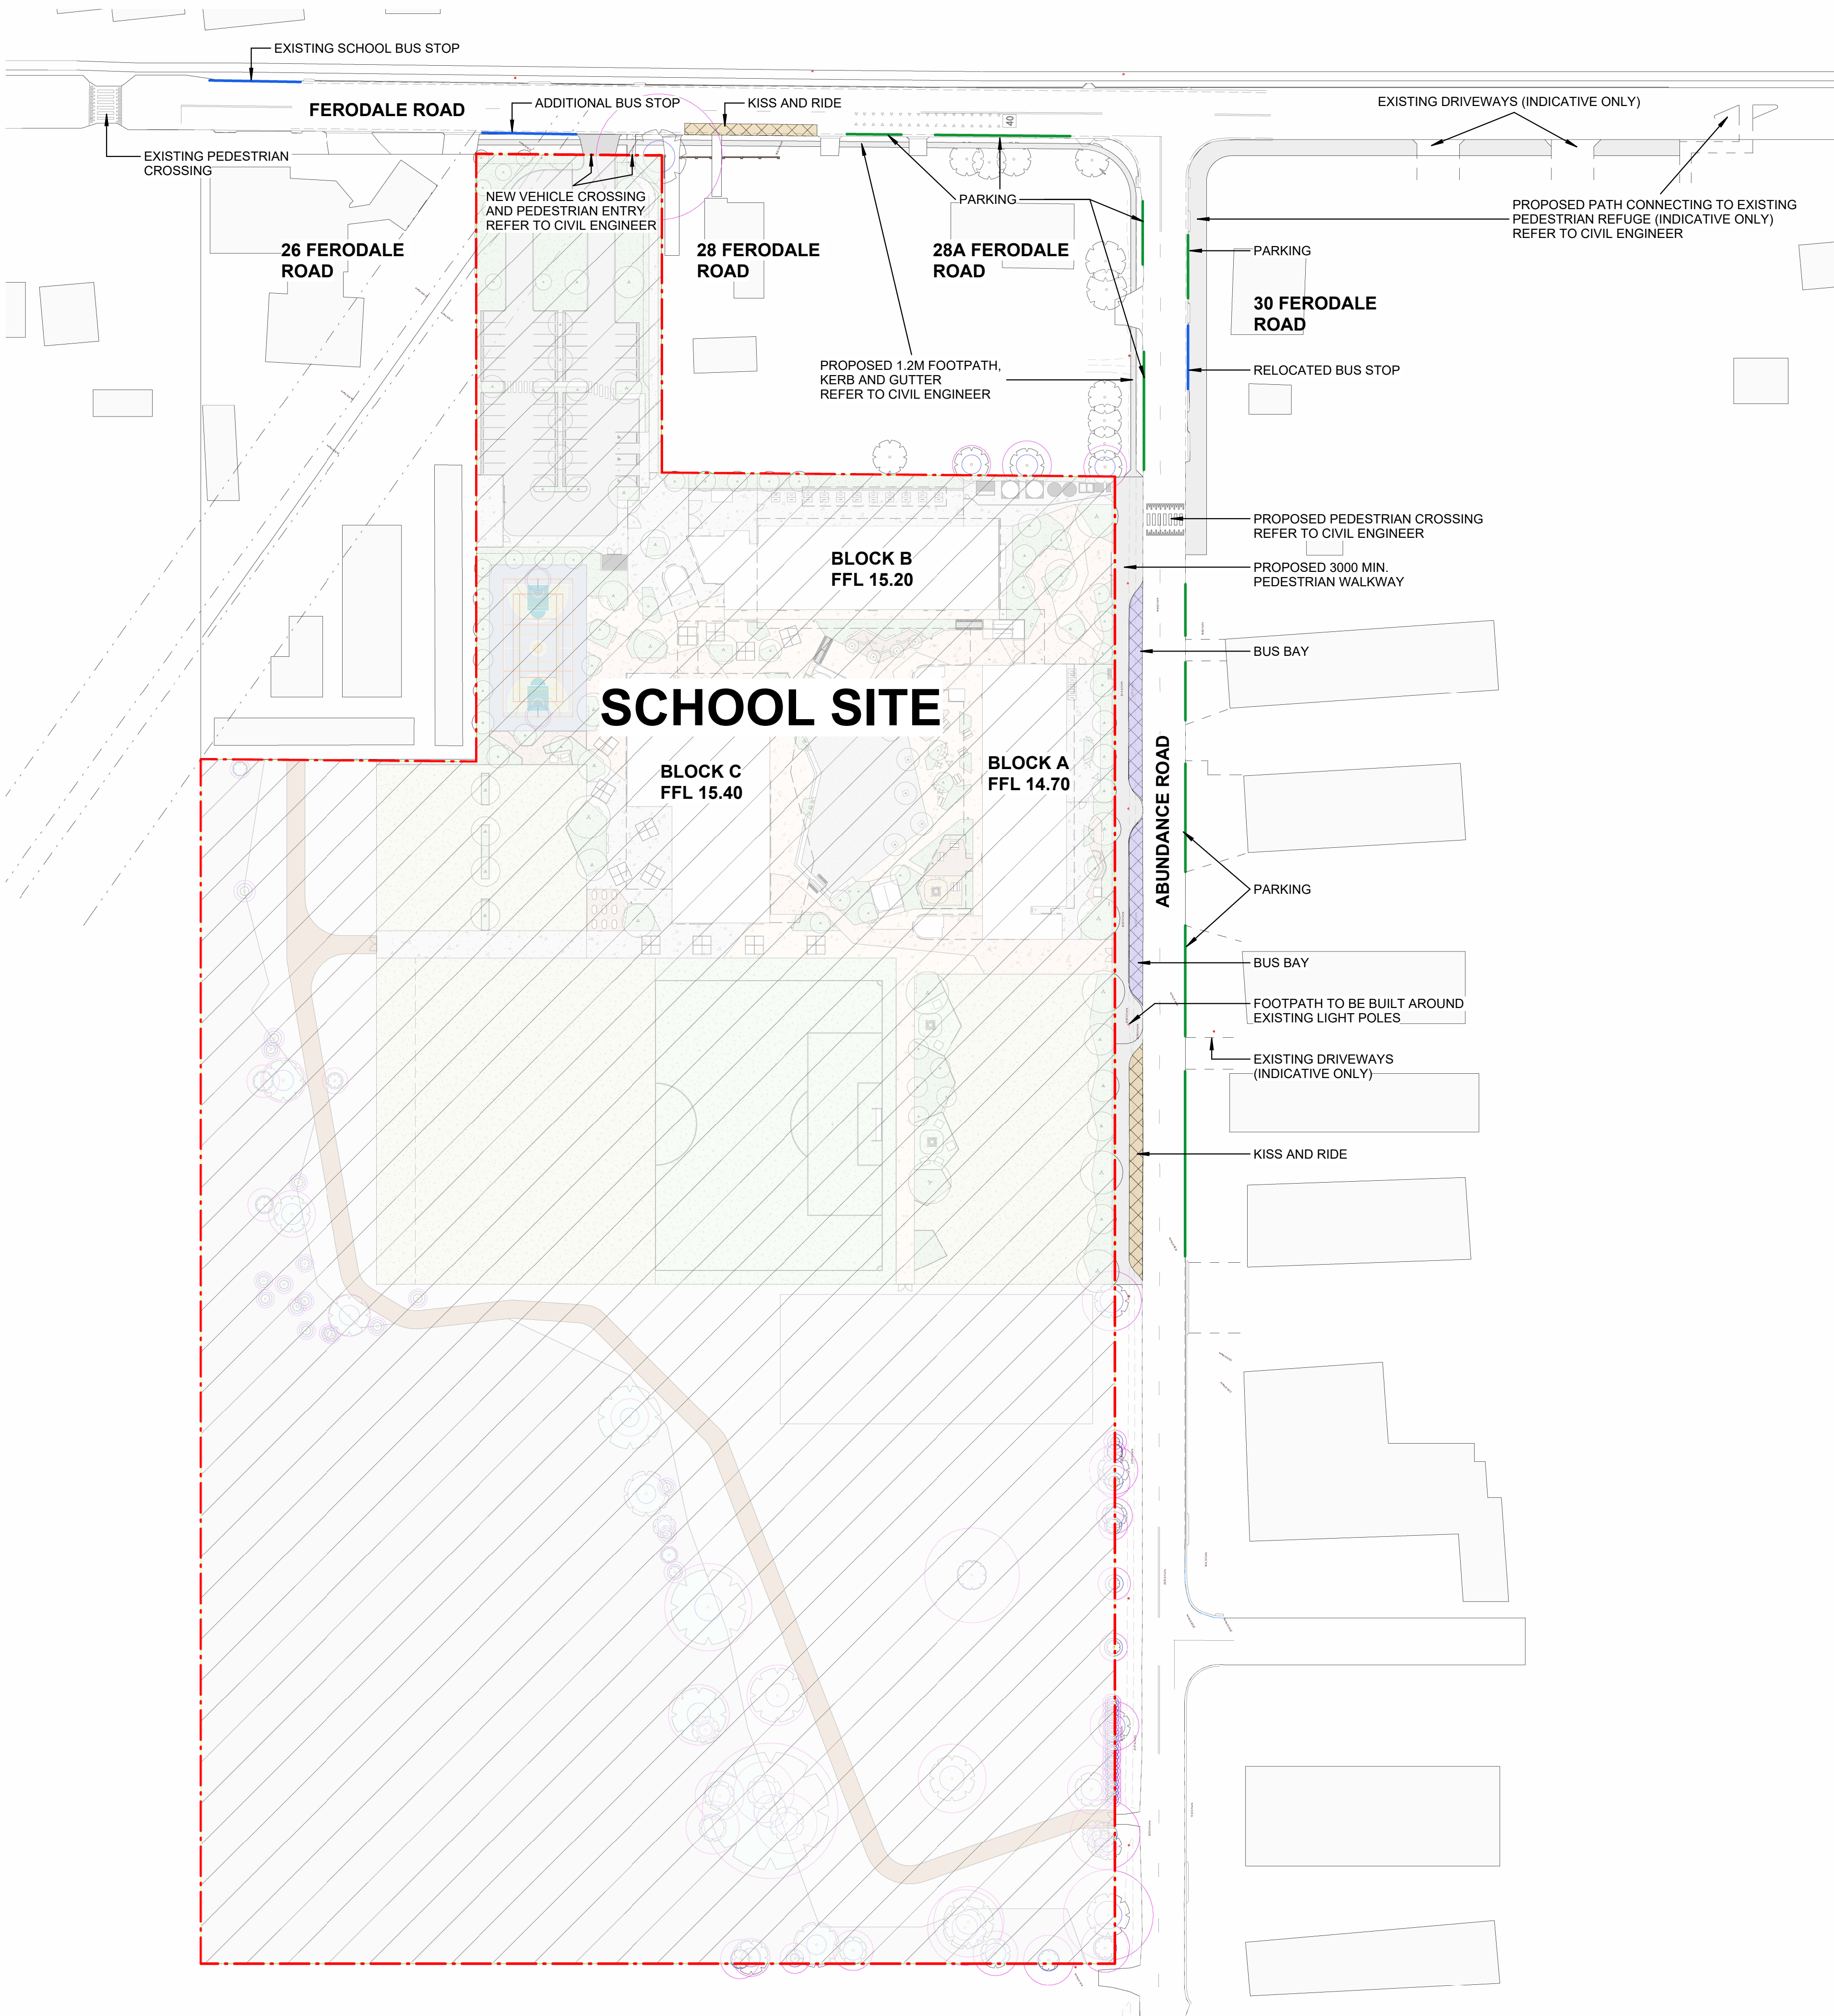 EXISTING SCHOOL BUS STOP
FERODALE ROAD
ADDITIONAL BUS STOP
KISS AND RIDE
EXISTING DRIVEWAYS (INDICATIVE ONLY)
40
EXISTING PEDESTRIAN
CROSSING
NEW VEHICLE CROSSING
AND PEDESTRIAN ENTRY
REFER TO CIVIL ENGINEER
PARKING
PROPOSED PATH CONNECTING TO EXISTING
PEDESTRIAN REFUGE (INDICATIVE ONLY)
REFER TO CIVIL ENGINEER
26 FERODALE
ROAD
28 FERODALE
ROAD
28A FERODALE
ROAD
PARKING
30 FERODALE
ROAD
PROPOSED 1.2M FOOTPATH,
KERB AND GUTTER
REFER TO CIVIL ENGINEER
RELOCATED BUS STOP
PROPOSED PEDESTRIAN CROSSING
REFER TO CIVIL ENGINEER
BLOCK B
FFL 15.20
PROPOSED 3000 MIN.
PEDESTRIAN WALKWAY
BUS BAY
SCHOOL SITE
BLOCK C
FFL 15.40
BLOCK A
FFL 14.70
ABUNDANCE ROAD
PARKING
BUS BAY
FOOTPATH TO BE BUILT AROUND
EXISTING LIGHT POLES
EXISTING DRIVEWAYS
(INDICATIVE ONLY)
KISS AND RIDE